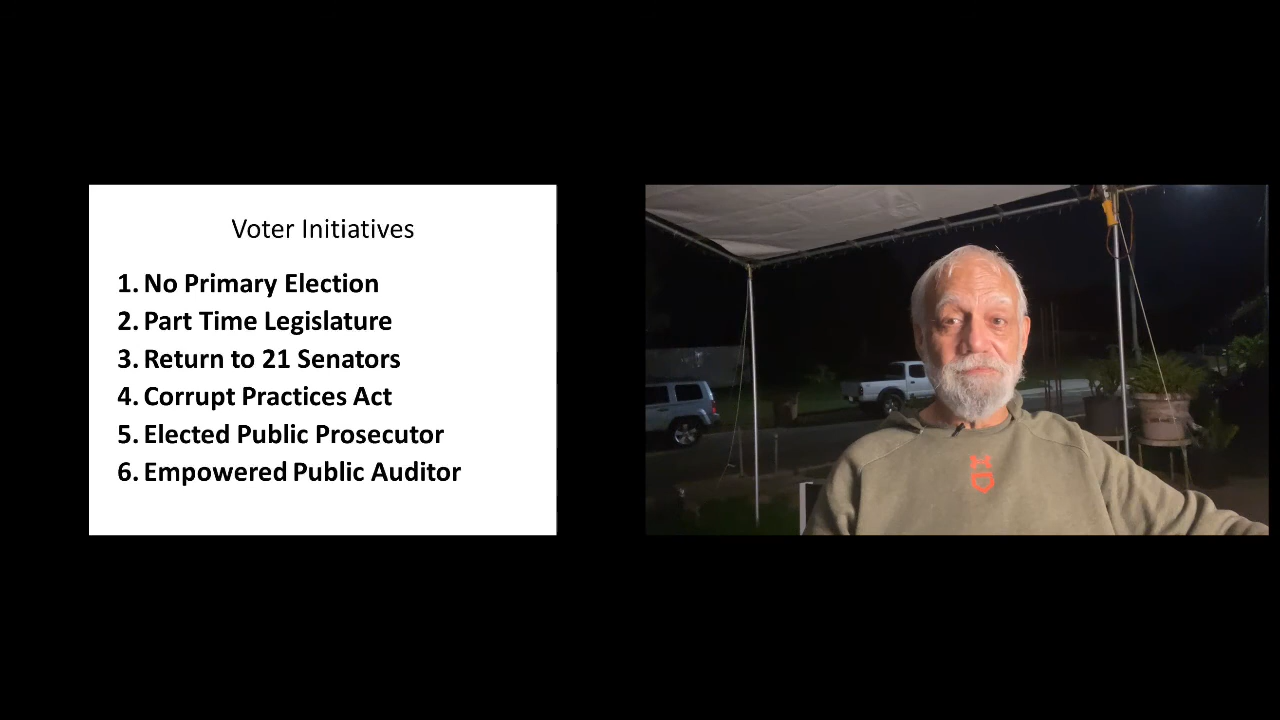 Voter Initiatives
1. No Primary Election
2. Part Time Legislature
3. Return to 21 Senators
4. Corrupt Practices Act
5. Elected Public Prosecutor
6. Empowered Public Auditor